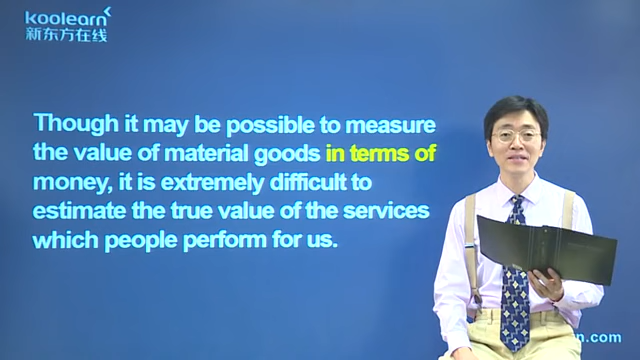 koolearn
新东方在线
Though it may be possible to measure
the value of material goods in terms of
money, it is extremely difficult to
estimate the true value of the services
which people perform for us.
n.com